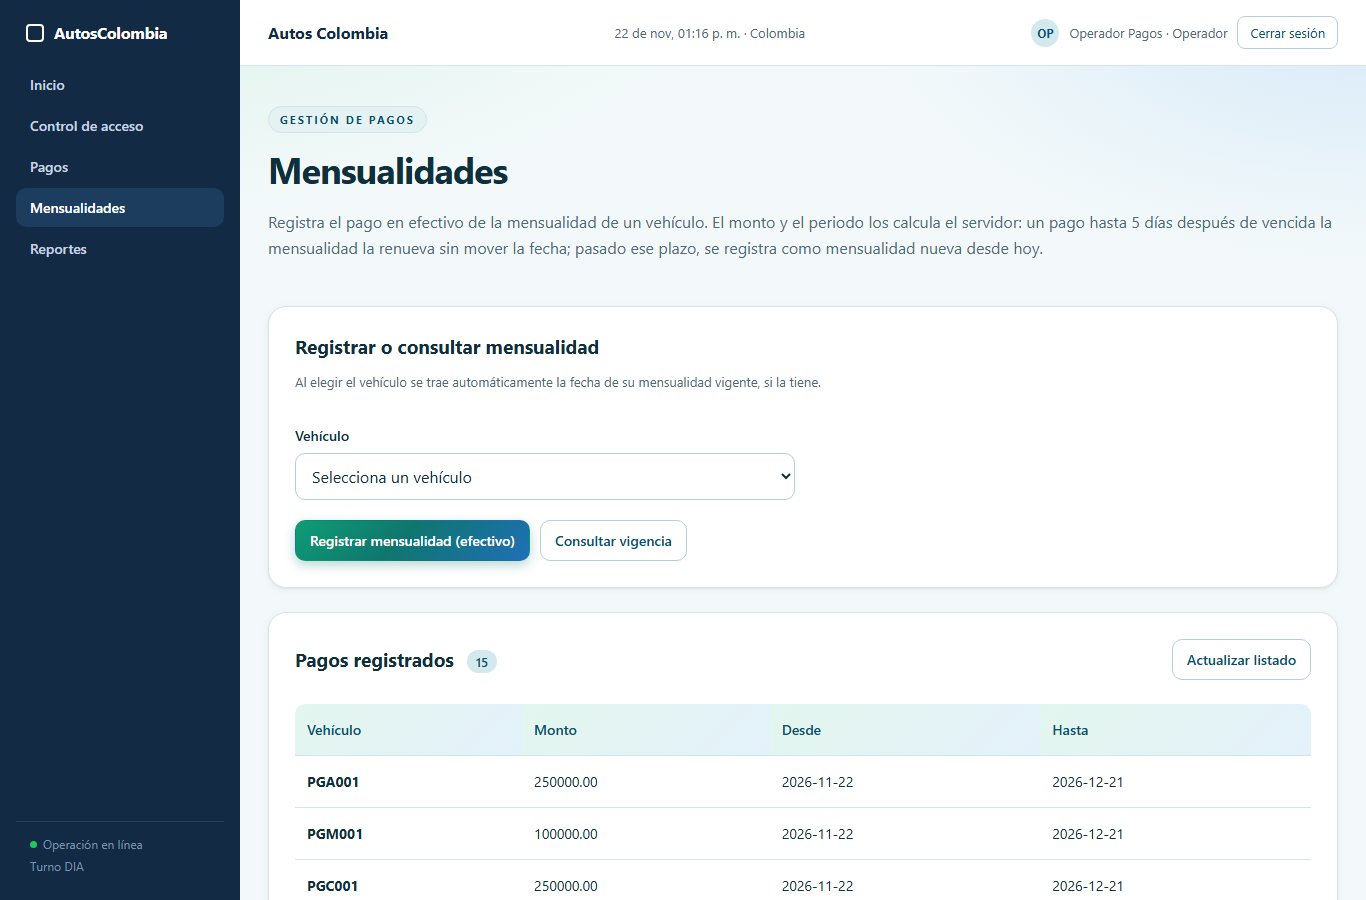 AutosColombia
Inicio
Control de acceso
Pagos
Mensualidades
Reportes
Operación en línea
Turno DIA
Autos Colombia
22 de nov, 01:16 p. m. · Colombia
OP
Operador Pagos · Operador
Cerrar sesión
GESTIÓN DE PAGOS
Mensualidades
Registra el pago en efectivo de la mensualidad de un vehículo. El monto y el periodo los calcula el servidor: un pago hasta 5 días después de vencida la
mensualidad la renueva sin mover la fecha; pasado ese plazo, se registra como mensualidad nueva desde hoy.
Registrar o consultar mensualidad
Al elegir el vehículo se trae automáticamente la fecha de su mensualidad vigente, si la tiene.
Vehículo
Selecciona un vehículo
Registrar mensualidad (efectivo)
Consultar vigencia
Pagos registrados 15
Actualizar listado
Vehículo Monto Desde Hasta
PGA001 250000.00 2026-11-22 2026-12-21
PGM001 100000.00 2026-11-22 2026-12-21
PGC001 250000.00 2026-11-22 2026-12-21